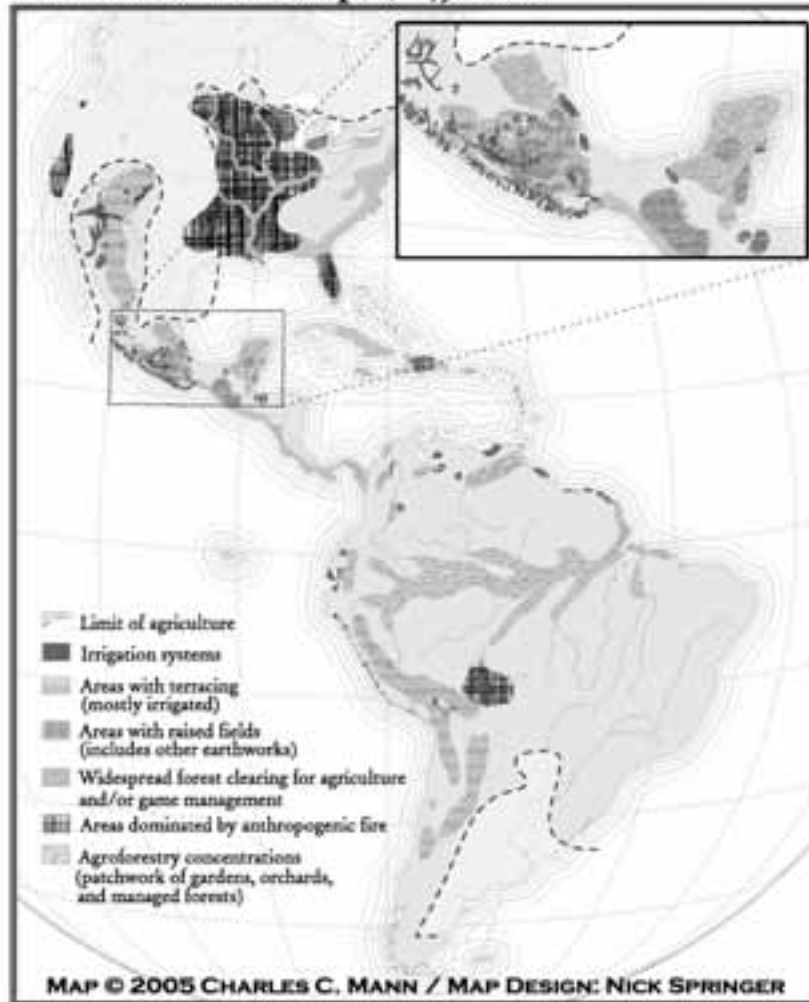 Limit of agriculture
Irrigation systems
Areas with terracing
(mostly irrigated)
Areas with raised fields
(includes other earthworks)
Widespread forest clearing for agriculture
and/or game management
Areas dominated by anthropogenic fire
Agroforestry concentrations
(patchwork of gardens, orchards,
and managed forests)
MAP © 2005 CHARLES C. MANN / MAP DESIGN: NICK SPRINGER